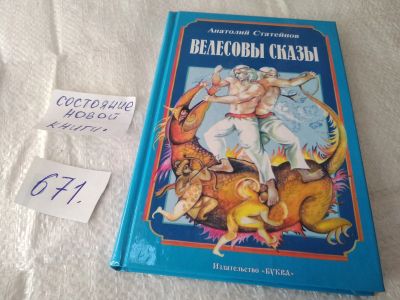 СОСТОЯНИЕ
НОВОЙ
КНИГИ.
671.
Анатолий Статейнов
ВЕЛЕСОВЫ СКАЗЫ
Издательство «БУКВА»